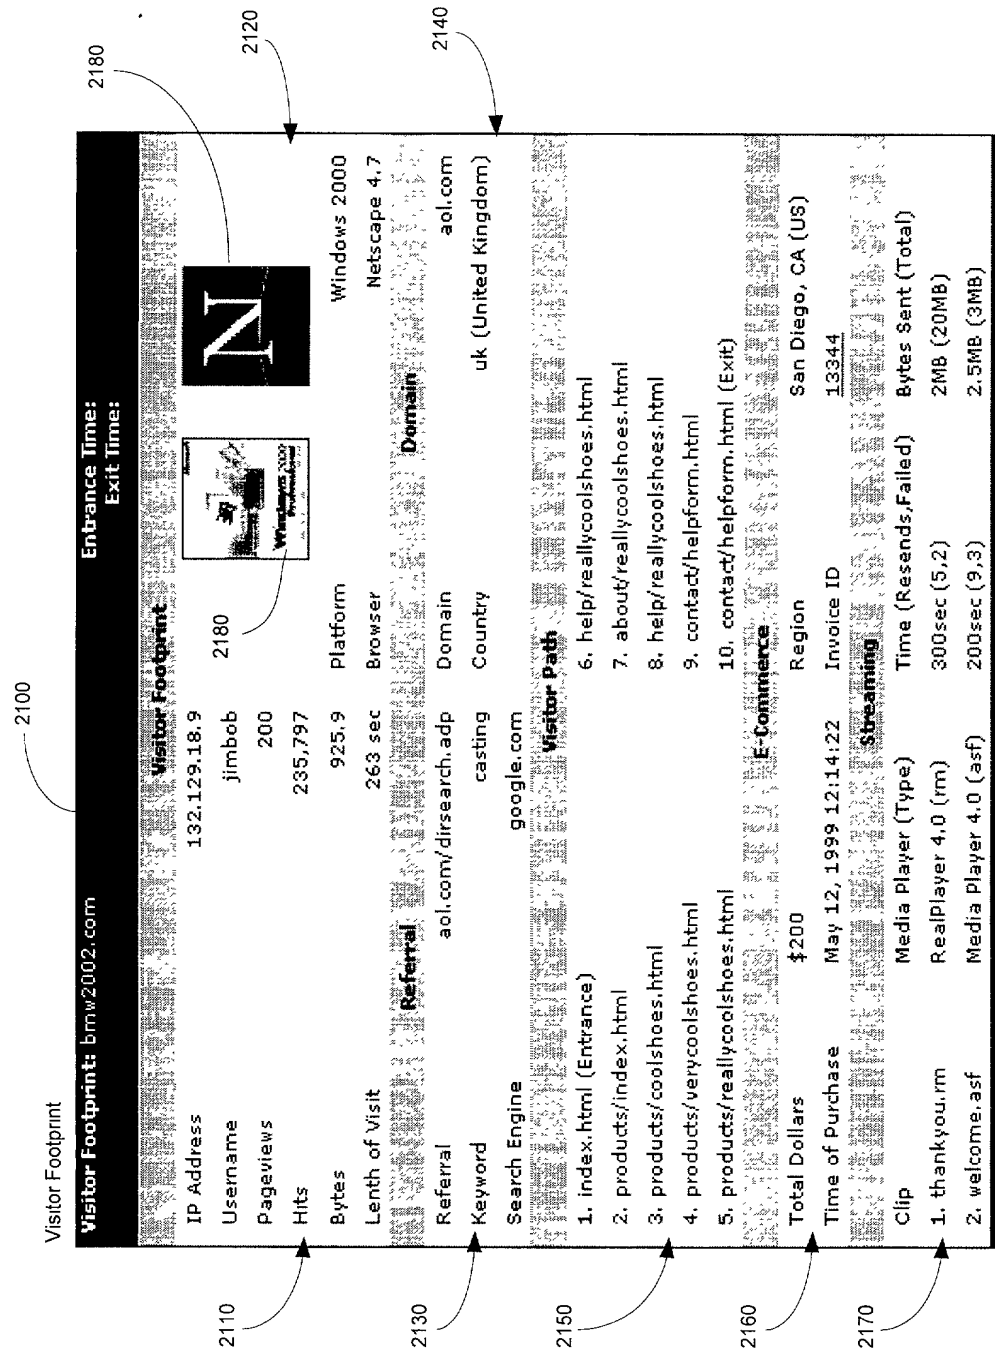 2100
Visitor Footprint
Visitor Footprint: bmw2002.com Entrance Time:
Exit Time:
2180
2120
2140
Visitor Footprint
IP Address 132.129.18.9
Username jimbob
2180
Pageviews 200
Hits 235,797
Windows 2000
N
Bytes 925.9 Platform Windows 2000
Lenth of Visit 263 sec Browser Netscape 4.7
Referral Domain
Referral aol.com/dirsearch.adp Domain aol.com
Keyword casting Country uk (United Kingdom)
Search Engine google.com
Visitor Path
1. index.html (Entrance) 6. help/reallycoolshoes.html
2. products/index.html 7. about/reallycoolshoes.html
3. products/coolshoes.html 8. help/reallycoolshoes.html
4. products/verycoolshoes.html 9. contact/helpform.html
5. products/reallycoolshoes.html 10. contact/helpform.html (Exit)
E-Commerce
Total Dollars $200 Region San Diego, CA (US)
Time of Purchase May 12, 1999 12:14:22 Invoice ID 13344
Streaming
Clip Media Player (Type) Time (Resends,Failed) Bytes Sent (Total)
1. thankyou.rm RealPlayer 4.0 (rm) 300sec (5,2) 2MB (20MB)
2. welcome.asf Media Player 4.0 (asf) 200sec (9,3) 2.5MB (3MB)
2110
2130
2150
2160
2170